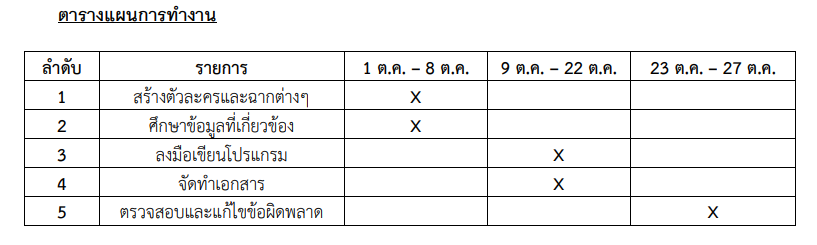 ตารางแผนการทำงาน
ลำดับ รายการ 1 ต.ค. – 8 ต.ค. 9 ต.ค. – 22 ต.ค. 23 ต.ค. – 27 ต.ค.
1 สร้างตัวละครและฉากต่างๆ X
2 ศึกษาข้อมูลที่เกี่ยวข้อง X
3 ลงมือเขียนโปรแกรม X
4 จัดทำเอกสาร X
5 ตรวจสอบและแก้ไขข้อผิดพลาด X